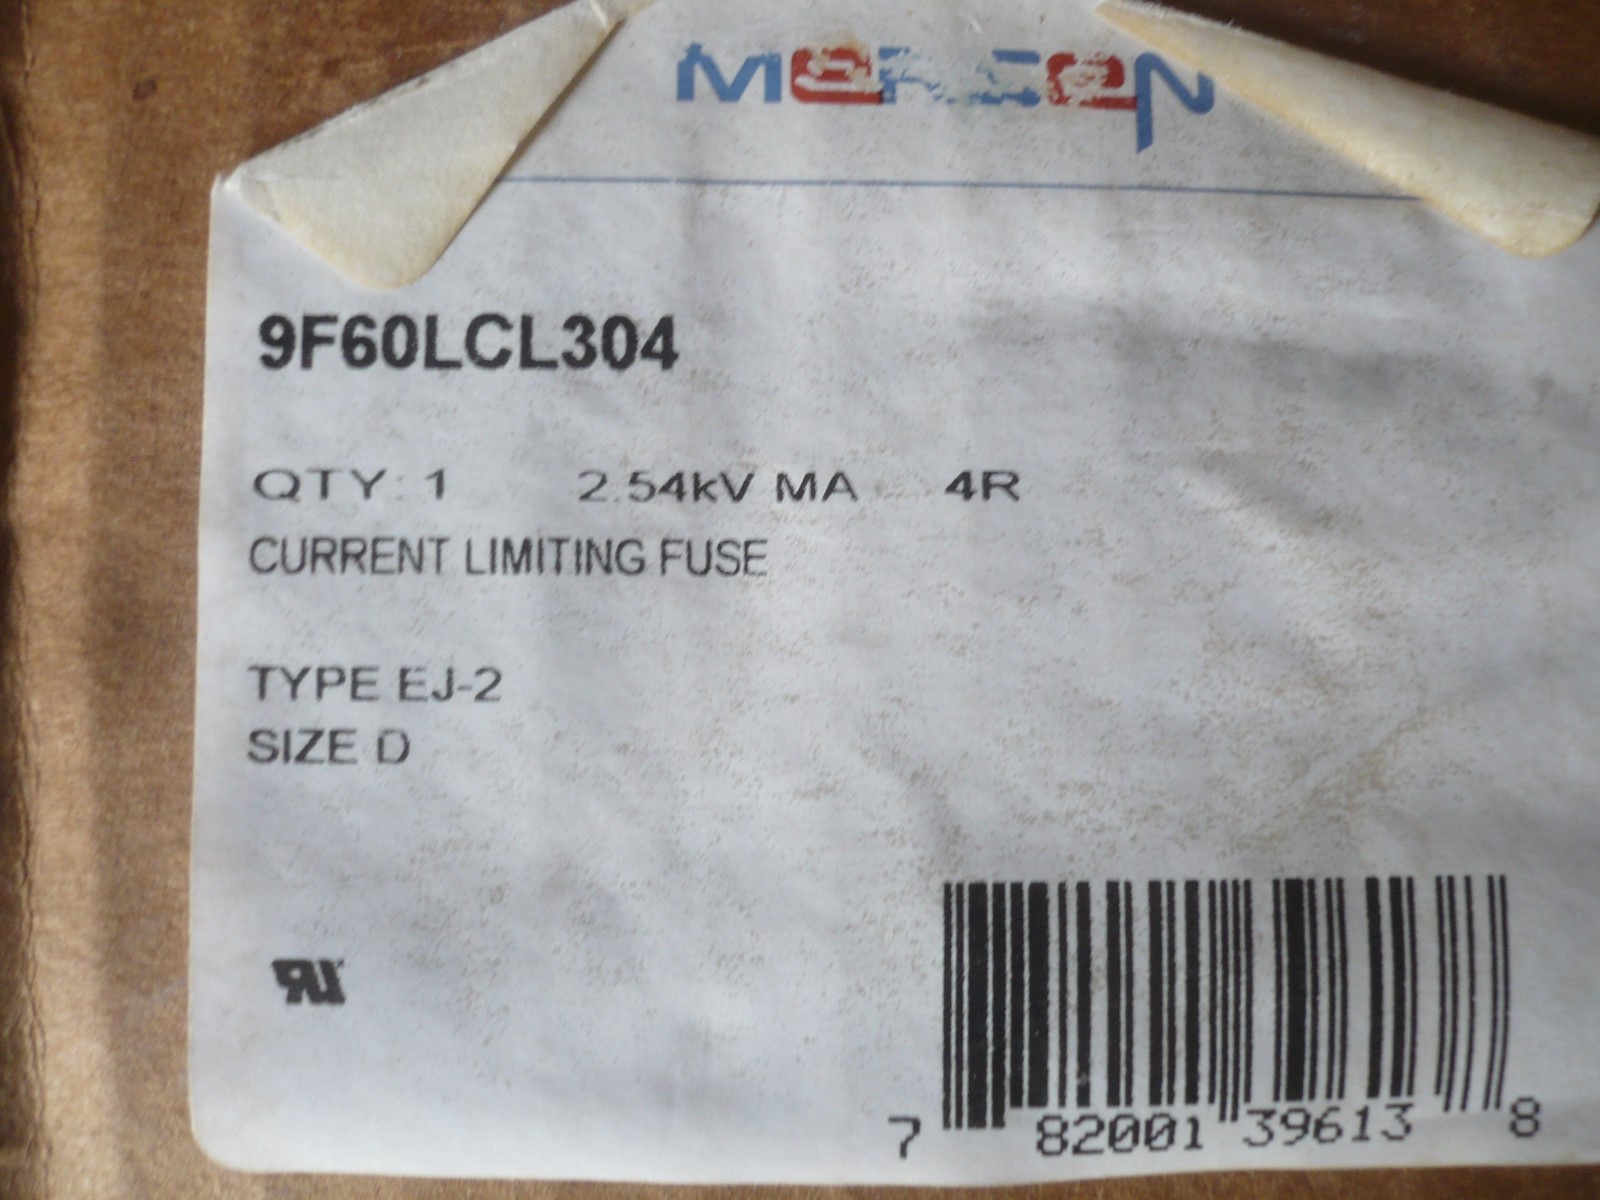 MERSEN
9F60LCL304
QTY: 1 2.54kV MA 4R
CURRENT LIMITING FUSE
TYPE EJ-2
SIZE D
RU
7 82001 39613 8